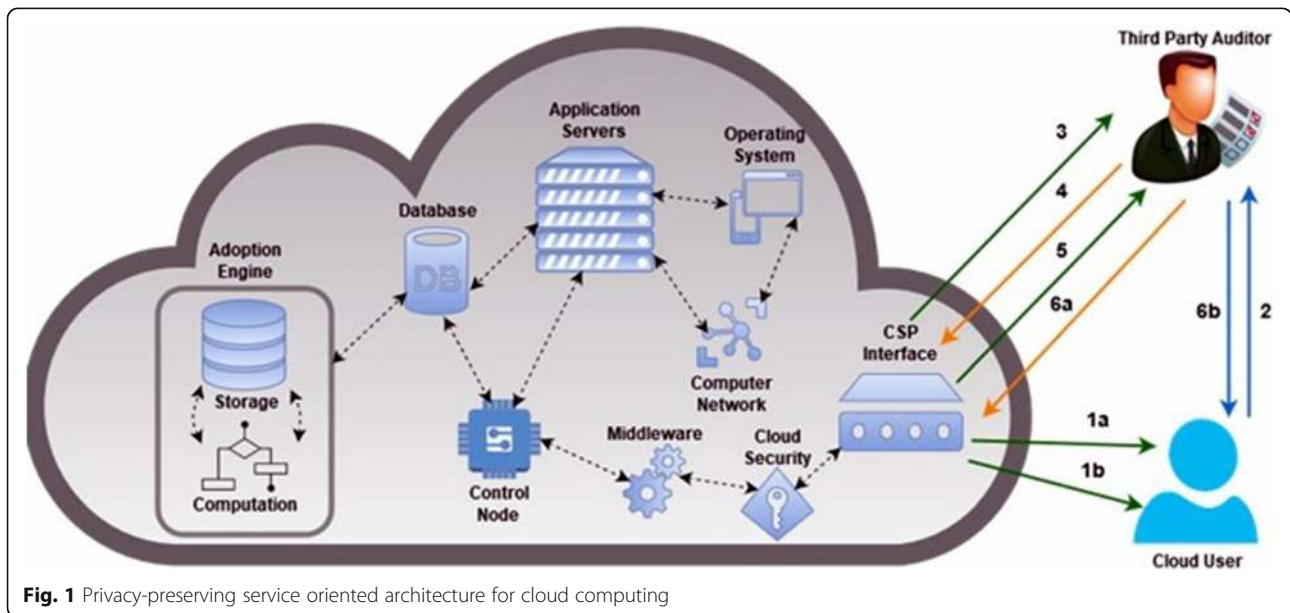 Third Party Auditor
Application
Servers
Operating
System
3
4
Database
DB
5
Adoption
Engine
6a
6b
2
CSP
Interface
Storage
Computer
Network
1a
Middleware
Cloud
Security
1b
Computation
Control
Node
Cloud User
Fig. 1 Privacy-preserving service oriented architecture for cloud computing